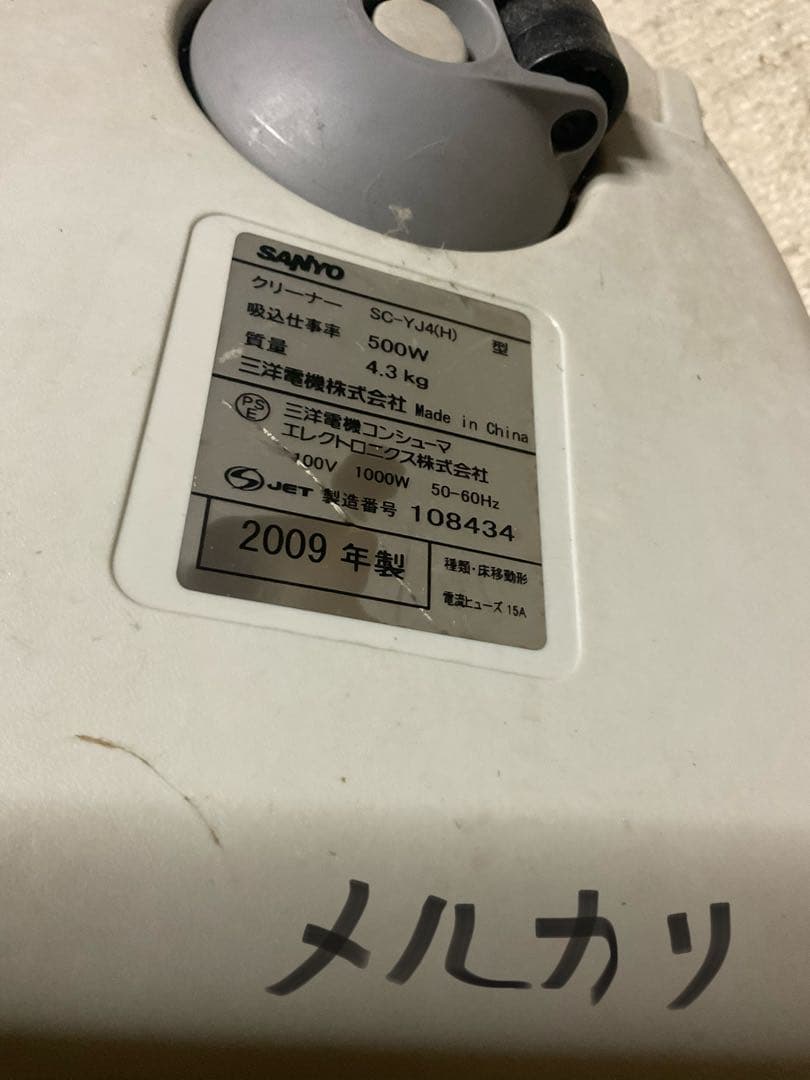 SANYO
クリーナー SC-YJ4(H) 型
吸込仕事率 500W
質量 4.3 kg
三洋電機株式会社 Made in China
PSE 三洋電機コンシューマ
エレクトロニクス株式会社
100V 1000W 50-60Hz
JET 製造番号 108434
2009 年製
種類・床移動形
電流ヒューズ 15A
メルカリ